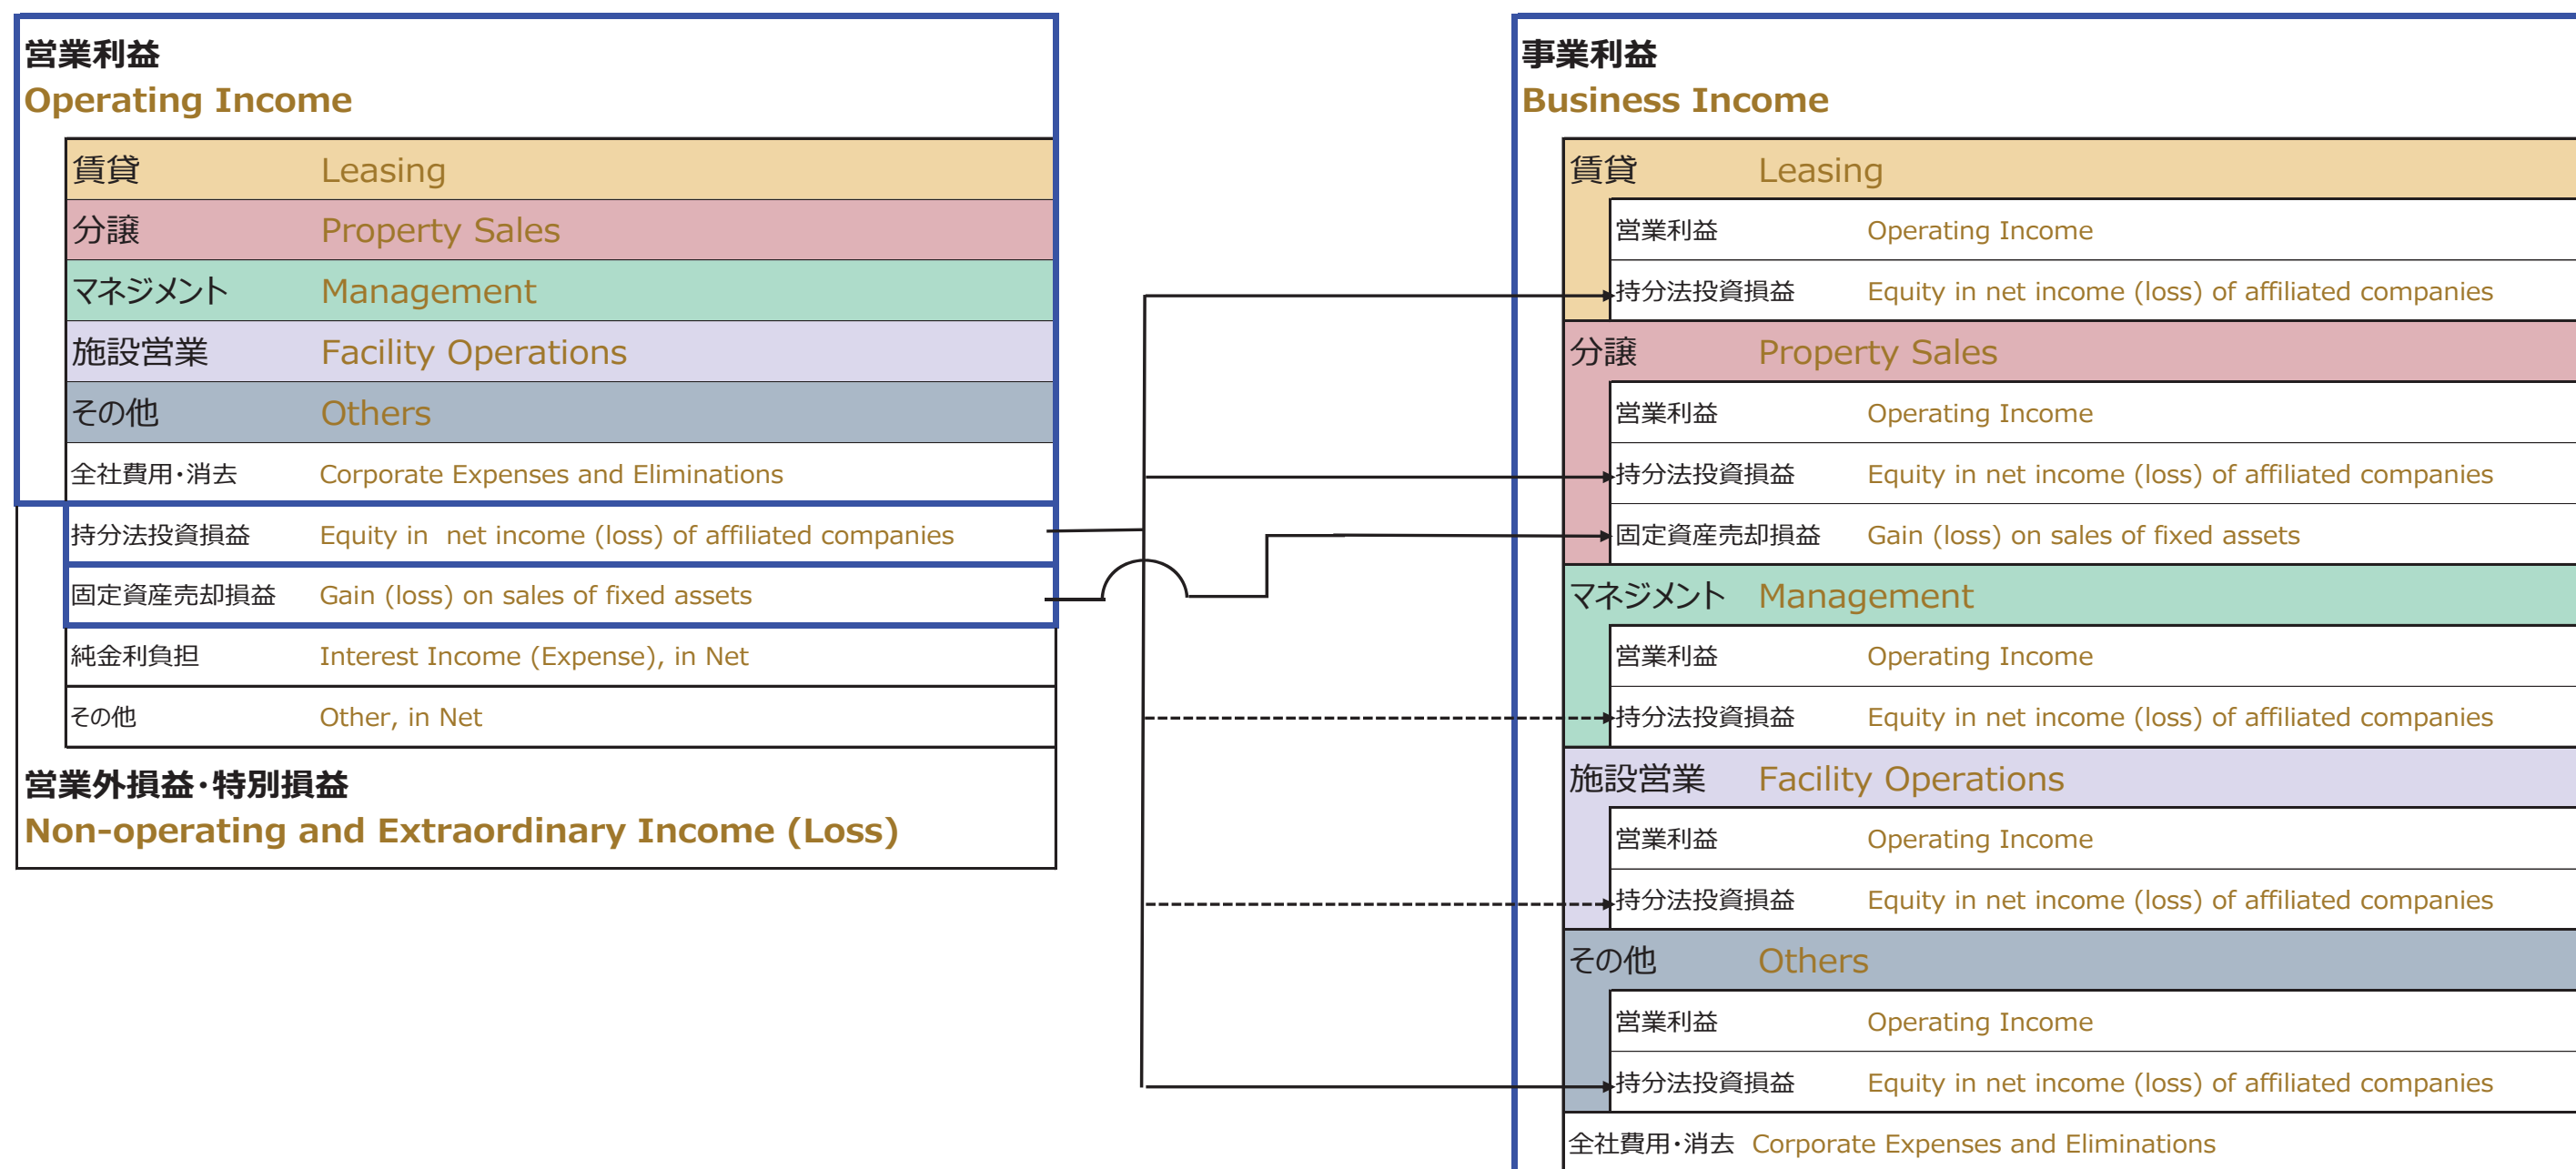 営業利益
Operating Income
賃貸 Leasing
分譲 Property Sales
マネジメント Management
施設営業 Facility Operations
その他 Others
全社費用・消去 Corporate Expenses and Eliminations
持分法投資損益 Equity in net income (loss) of affiliated companies
固定資産売却損益 Gain (loss) on sales of fixed assets
純金利負担 Interest Income (Expense), in Net
その他 Other, in Net
営業外損益・特別損益
Non-operating and Extraordinary Income (Loss)
事業利益
Business Income
賃貸 Leasing
営業利益 Operating Income
持分法投資損益 Equity in net income (loss) of affiliated companies
分譲 Property Sales
営業利益 Operating Income
持分法投資損益 Equity in net income (loss) of affiliated companies
固定資産売却損益 Gain (loss) on sales of fixed assets
マネジメント Management
営業利益 Operating Income
持分法投資損益 Equity in net income (loss) of affiliated companies
施設営業 Facility Operations
営業利益 Operating Income
持分法投資損益 Equity in net income (loss) of affiliated companies
その他 Others
営業利益 Operating Income
持分法投資損益 Equity in net income (loss) of affiliated companies
全社費用・消去 Corporate Expenses and Eliminations